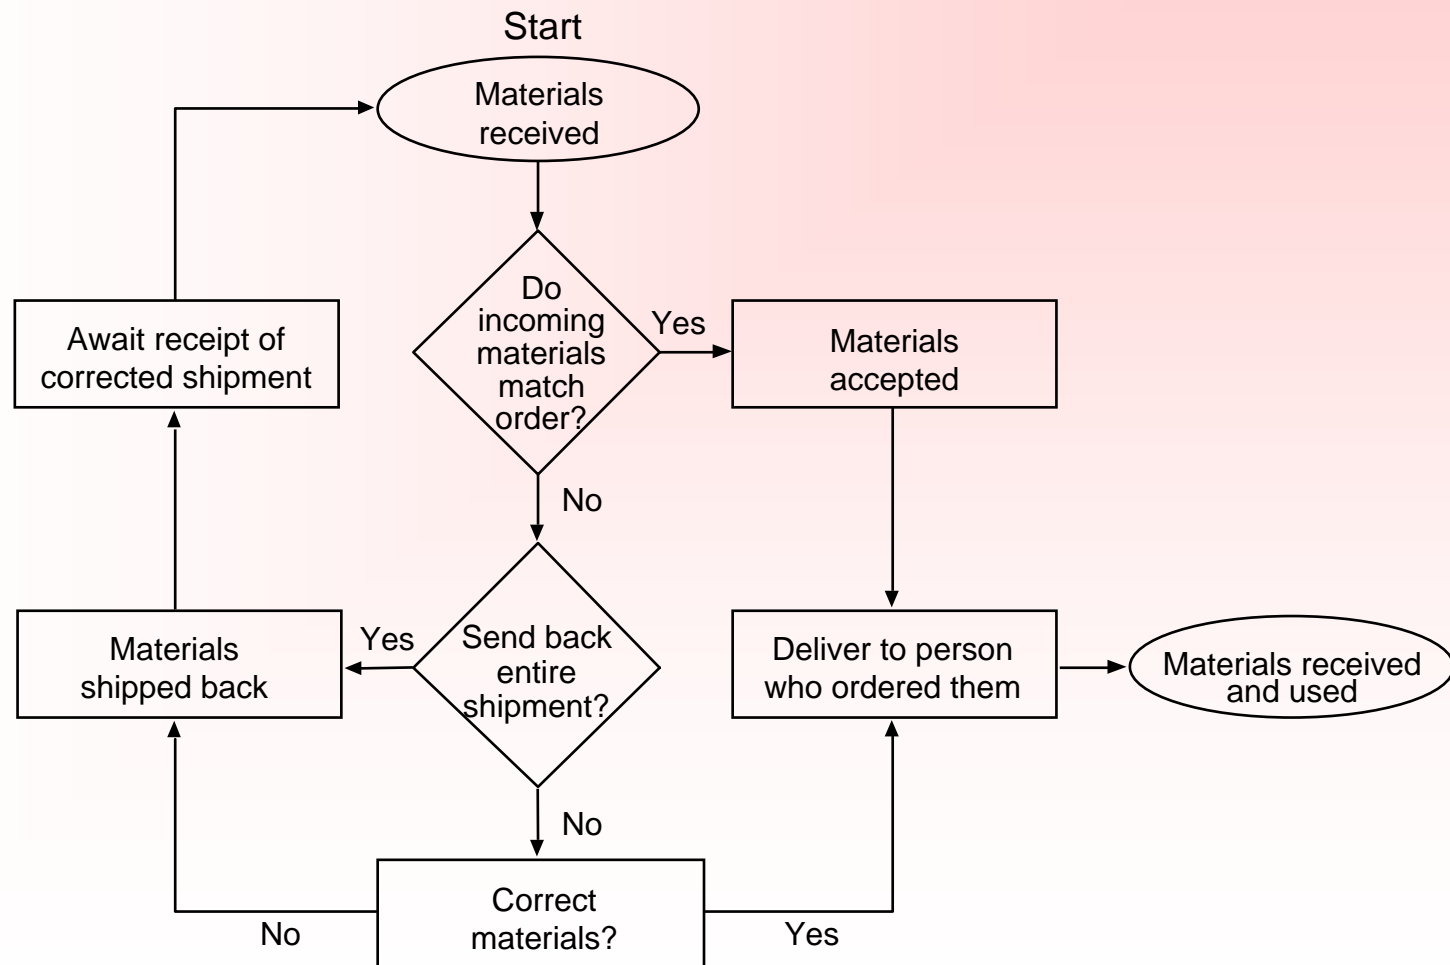 Start
Materials
received
Do
incoming
materials
match
order?
Yes
Materials
accepted
Await receipt of
corrected shipment
No
Send back
entire
shipment?
Yes
Materials
shipped back
Deliver to person
who ordered them
Materials received
and used
No
Correct
materials?
No
Yes